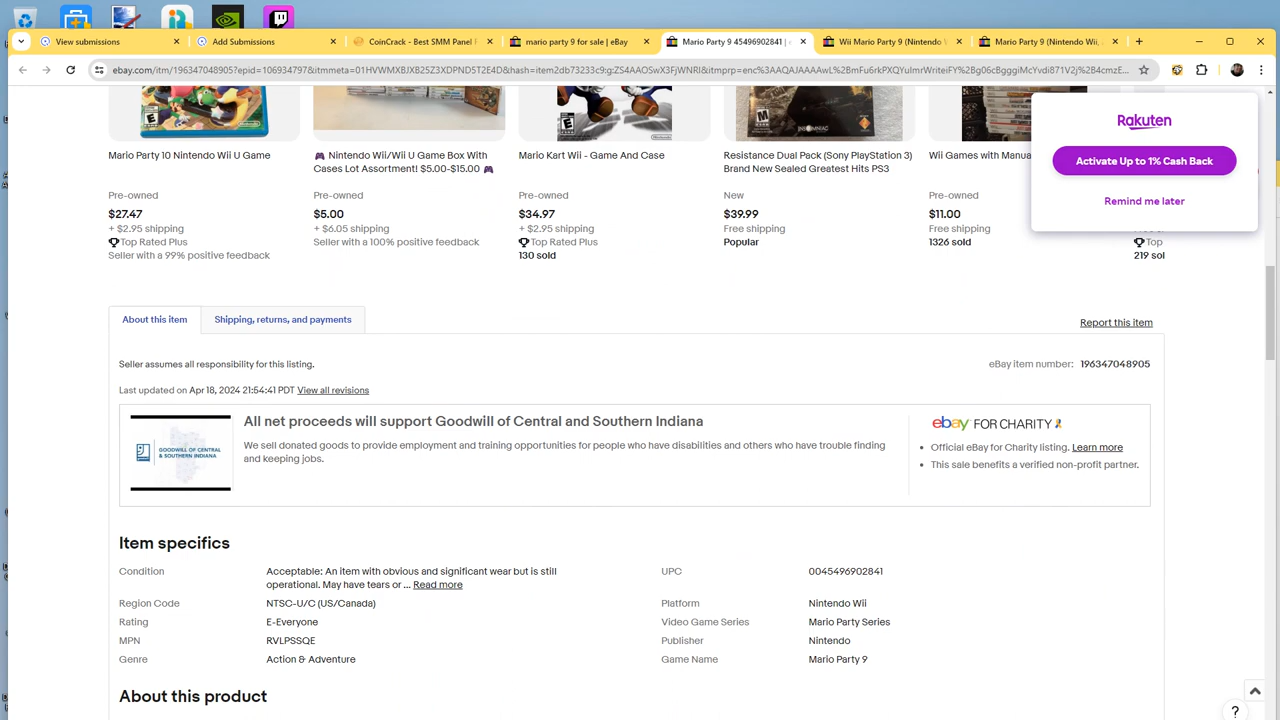 View submissions
Add Submissions
CoinCrack - Best SMM Panel
mario party 9 for sale | eBay
Mario Party 9 45496902841 |
Wii Mario Party 9 (Nintendo
Mario Party 9 (Nintendo Wii,
ebay.com/itm/196347048905?epid=106934797&itmmeta=01HVWMXBJXB25Z3XDPND5T2E4D&hash=item2db73233c9:g:ZS4AAOSwX3FjWNRl&itmprp=enc%3AAQAJAAAAwL%2BmFu6rkPXQYulmrWriteiFY%2Bg06cBgggiMcYvdi871V2j%2B4cmzE...
Rakuten
Activate Up to 1% Cash Back
Remind me later
Mario Party 10 Nintendo Wii U Game
Pre-owned
$27.47
+ $2.95 shipping
Top Rated Plus
Seller with a 99% positive feedback
🎮 Nintendo Wii/Wii U Game Box With
Cases Lot Assortment! $5.00-$15.00 🎮
Pre-owned
$5.00
+ $6.05 shipping
Seller with a 100% positive feedback
Mario Kart Wii - Game And Case
Pre-owned
$34.97
+ $2.95 shipping
Top Rated Plus
130 sold
Resistance Dual Pack (Sony PlayStation 3)
Brand New Sealed Greatest Hits PS3
New
$39.99
Free shipping
Popular
Wii Games with Manua
Pre-owned
$11.00
Free shipping
1326 sold
Top
219 sol
About this item
Shipping, returns, and payments
Report this item
Seller assumes all responsibility for this listing.
eBay item number: 196347048905
Last updated on Apr 18, 2024 21:54:41 PDT View all revisions
GOODWILL OF CENTRAL
& SOUTHERN INDIANA
All net proceeds will support Goodwill of Central and Southern Indiana
We sell donated goods to provide employment and training opportunities for people who have disabilities and others who have trouble finding
and keeping jobs.
ebay FOR CHARITY
Official eBay for Charity listing. Learn more
This sale benefits a verified non-profit partner.
Item specifics
Condition
Acceptable: An item with obvious and significant wear but is still
operational. May have tears or ... Read more
UPC
0045496902841
Region Code
NTSC-U/C (US/Canada)
Platform
Nintendo Wii
Rating
E-Everyone
Video Game Series
Mario Party Series
MPN
RVLPSSQE
Publisher
Nintendo
Genre
Action & Adventure
Game Name
Mario Party 9
About this product
?